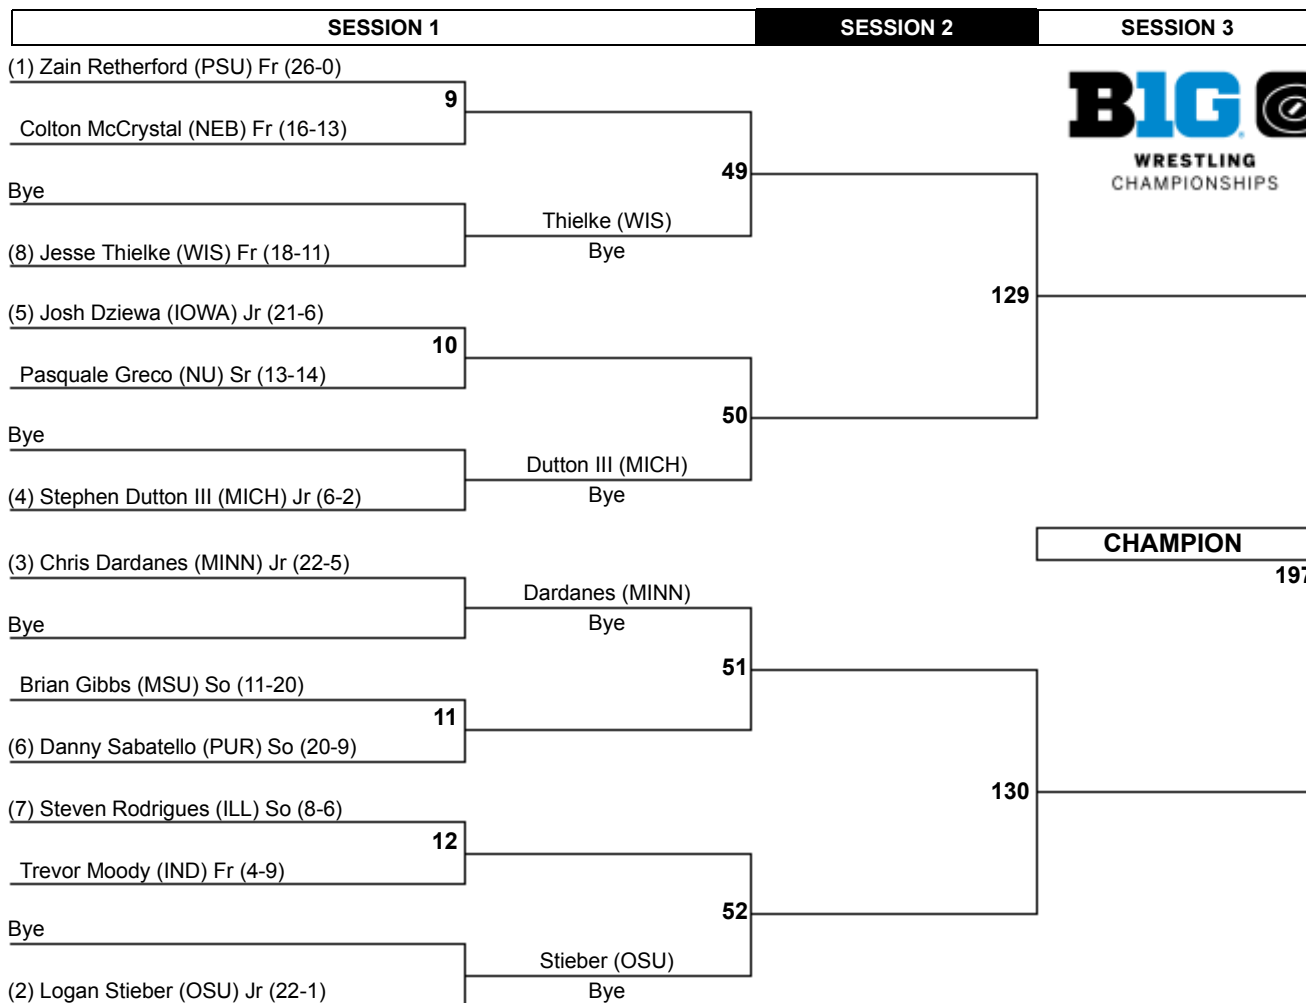 SESSION 1 SESSION 2 SESSION 3
(1) Zain Retherford (PSU) Fr (26-0)
9
Colton McCrystal (NEB) Fr (16-13)
B1G
WRESTLING
CHAMPIONSHIPS
49
Bye
Thielke (WIS)
(8) Jesse Thielke (WIS) Fr (18-11)
Bye
129
(5) Josh Dziewa (IOWA) Jr (21-6)
10
Pasquale Greco (NU) Sr (13-14)
50
Bye
Dutton III (MICH)
(4) Stephen Dutton III (MICH) Jr (6-2)
Bye
CHAMPION
197
(3) Chris Dardanes (MINN) Jr (22-5)
Dardanes (MINN)
Bye
Bye
51
Brian Gibbs (MSU) So (11-20)
11
(6) Danny Sabatello (PUR) So (20-9)
130
(7) Steven Rodrigues (ILL) So (8-6)
12
Trevor Moody (IND) Fr (4-9)
52
Bye
Stieber (OSU)
(2) Logan Stieber (OSU) Jr (22-1)
Bye